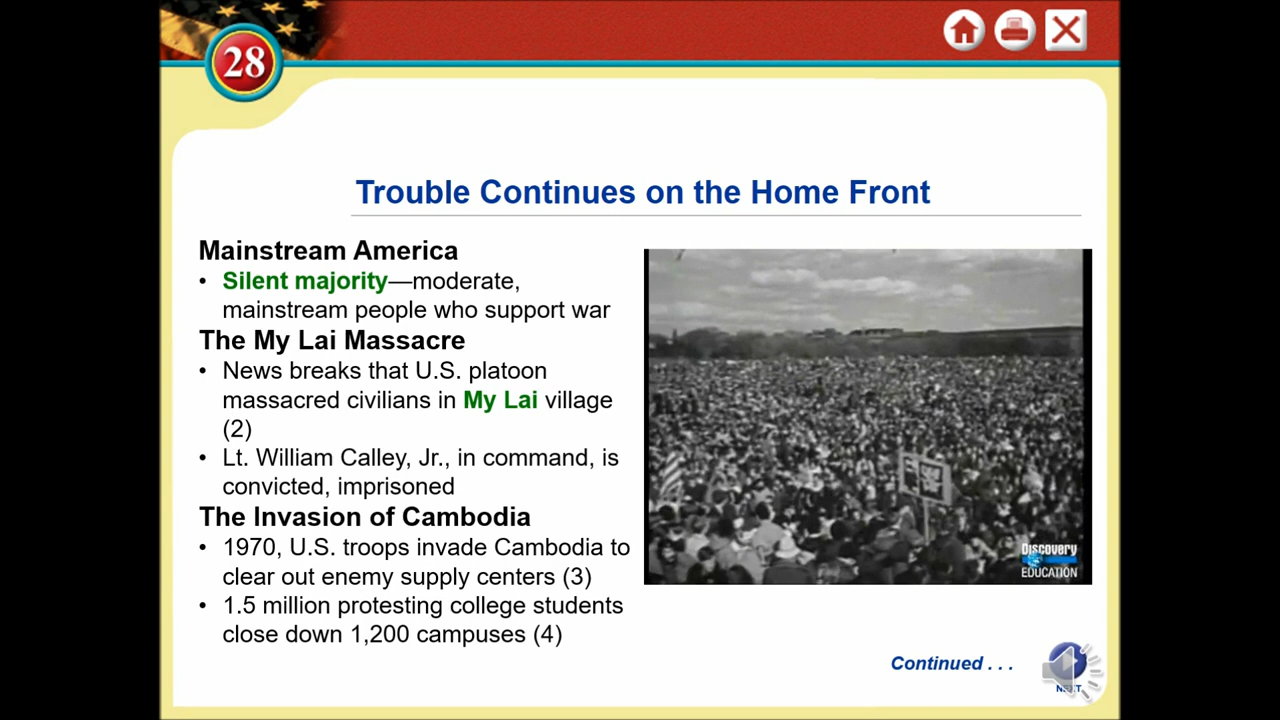 28
Trouble Continues on the Home Front
Mainstream America
• Silent majority—moderate,
mainstream people who support war
The My Lai Massacre
• News breaks that U.S. platoon
massacred civilians in My Lai village
(2)
• Lt. William Calley, Jr., in command, is
convicted, imprisoned
The Invasion of Cambodia
• 1970, U.S. troops invade Cambodia to
clear out enemy supply centers (3)
• 1.5 million protesting college students
close down 1,200 campuses (4)
Discovery
EDUCATION
Continued . . .
NEXT